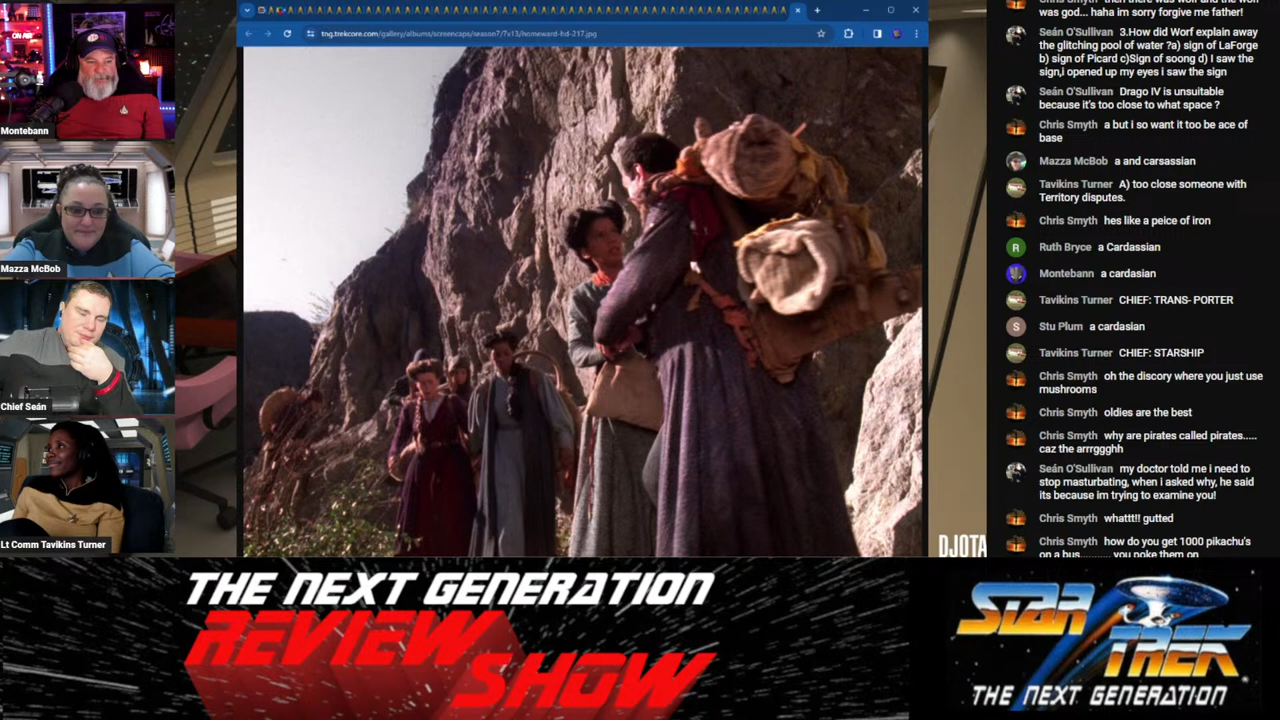 ON AIR
Montebann
Mazza McBob
Chief Seán
Lt Comm Tavikins Turner
tng.trekcore.com/gallery/albums/screencaps/season7/7x13/homeward-hd-217.jpg
was god... haha im sorry forgive me father!
Seán O'Sullivan 3.How did Worf explain away
the glitching pool of water ?a) sign of LaForge
b) sign of Picard c)Sign of soong d) I saw the
sign,i opened up my eyes i saw the sign
Seán O'Sullivan Drago IV is unsuitable
because it's too close to what space ?
Chris Smyth a but i so want it too be ace of
base
Mazza McBob a and carsassian
Tavikins Turner A) too close someone with
Territory disputes.
Chris Smyth hes like a peice of iron
R
Ruth Bryce a Cardassian
Montebann a cardasian
Tavikins Turner CHIEF: TRANS- PORTER
S
Stu Plum a cardasian
Tavikins Turner CHIEF: STARSHIP
Chris Smyth oh the discory where you just use
mushrooms
Chris Smyth oldies are the best
Chris Smyth why are pirates called pirates.....
caz the arrrggghh
Seán O'Sullivan my doctor told me i need to
stop masturbating, when i asked why, he said
its because im trying to examine you!
Chris Smyth whattt!! gutted
Chris Smyth how do you get 1000 pikachu's
on a bus.......... you poke them on
DJOTA
THE NEXT GENERATION
REVIEW
SHOW
STAR
TREK
THE NEXT GENERATION